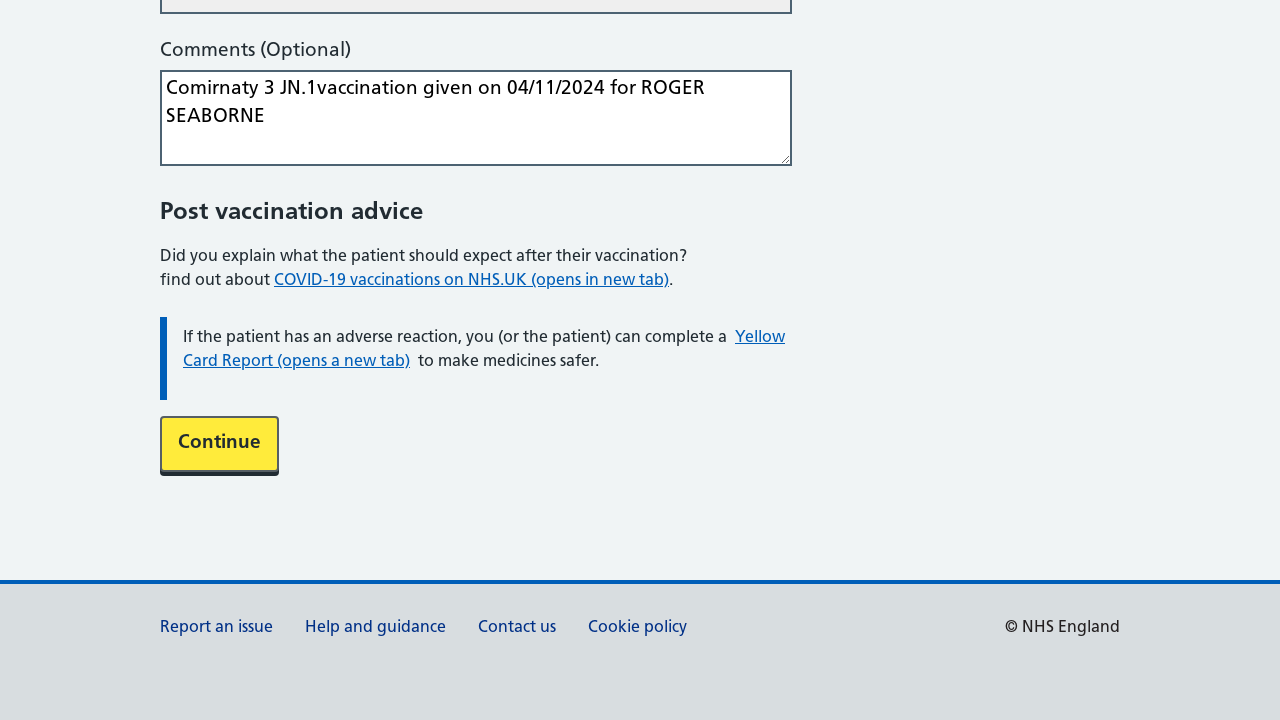 Comments (Optional)
Comirnaty 3 JN.1vaccination given on 04/11/2024 for ROGER
SEABORNE
Post vaccination advice
Did you explain what the patient should expect after their vaccination?
find out about COVID-19 vaccinations on NHS.UK (opens in new tab).
If the patient has an adverse reaction, you (or the patient) can complete a Yellow
Card Report (opens a new tab) to make medicines safer.
Continue
Report an issue Help and guidance Contact us Cookie policy © NHS England